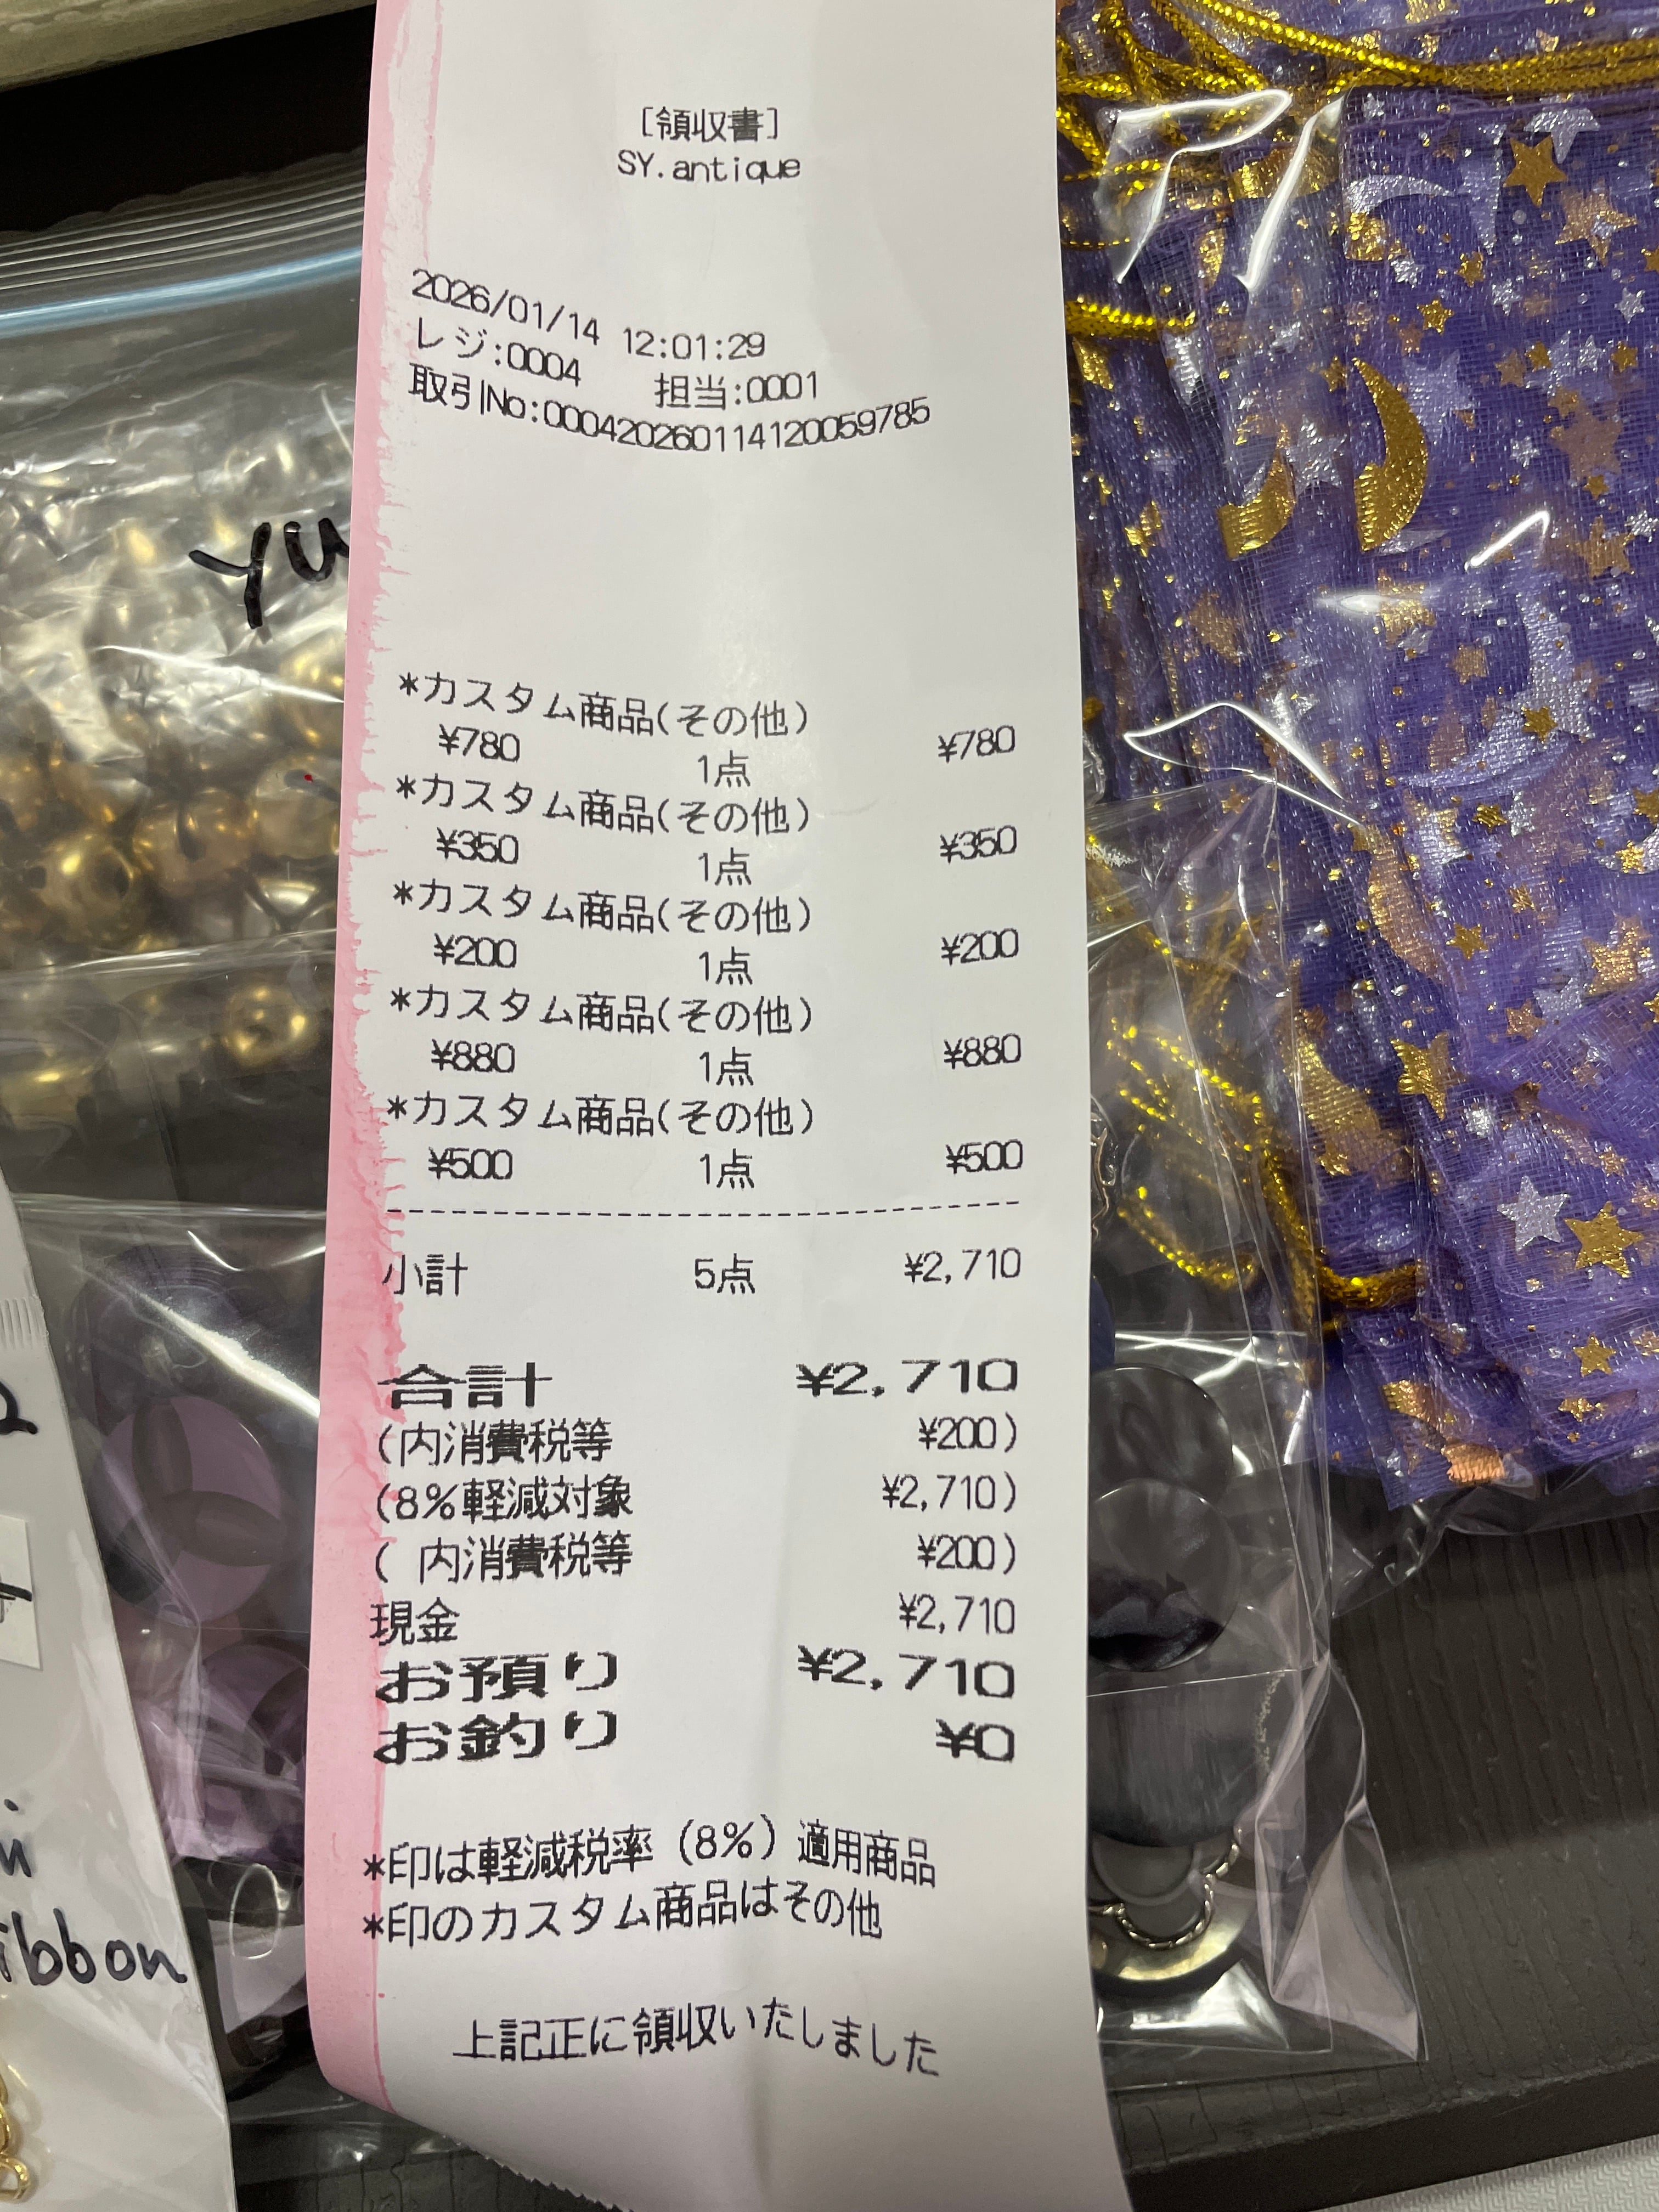 [領収書]
SY.antique
2026/01/14 12:01:29
レジ:0004 担当:0001
取引No:000420260114120059785
*カスタム商品(その他)
¥780 1点 ¥780
*カスタム商品(その他)
¥350 1点 ¥350
*カスタム商品(その他)
¥200 1点 ¥200
*カスタム商品(その他)
¥880 1点 ¥880
*カスタム商品(その他)
¥500 1点 ¥500
小計 5点 ¥2,710
合計 ¥2,710
(内消費税等 ¥200)
(8%軽減対象 ¥2,710)
( 内消費税等 ¥200)
現金 ¥2,710
お預り ¥2,710
お釣り ¥0
*印は軽減税率(8%)適用商品
*印のカスタム商品はその他
上記正に領収いたしました
yu
ibbon